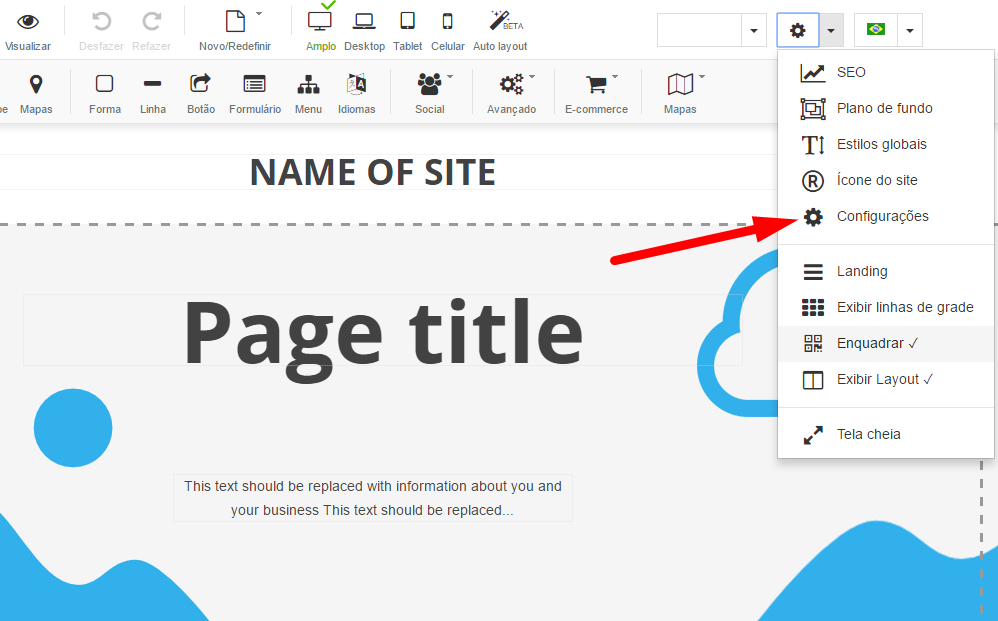 Visualizar
Desfazer
Refazer
Novo/Redefinir
Amplo
Desktop
Tablet
Celular
BETA
Auto layout
Mapas
Forma
Linha
Botão
Formulário
Menu
Idiomas
Social
Avançado
E-commerce
Mapas
SEO
Plano de fundo
Estilos globais
Ícone do site
Configurações
Landing
Exibir linhas de grade
Enquadrar ✓
Exibir Layout ✓
Tela cheia
NAME OF SITE
Page title
This text should be replaced with information about you and
your business This text should be replaced...